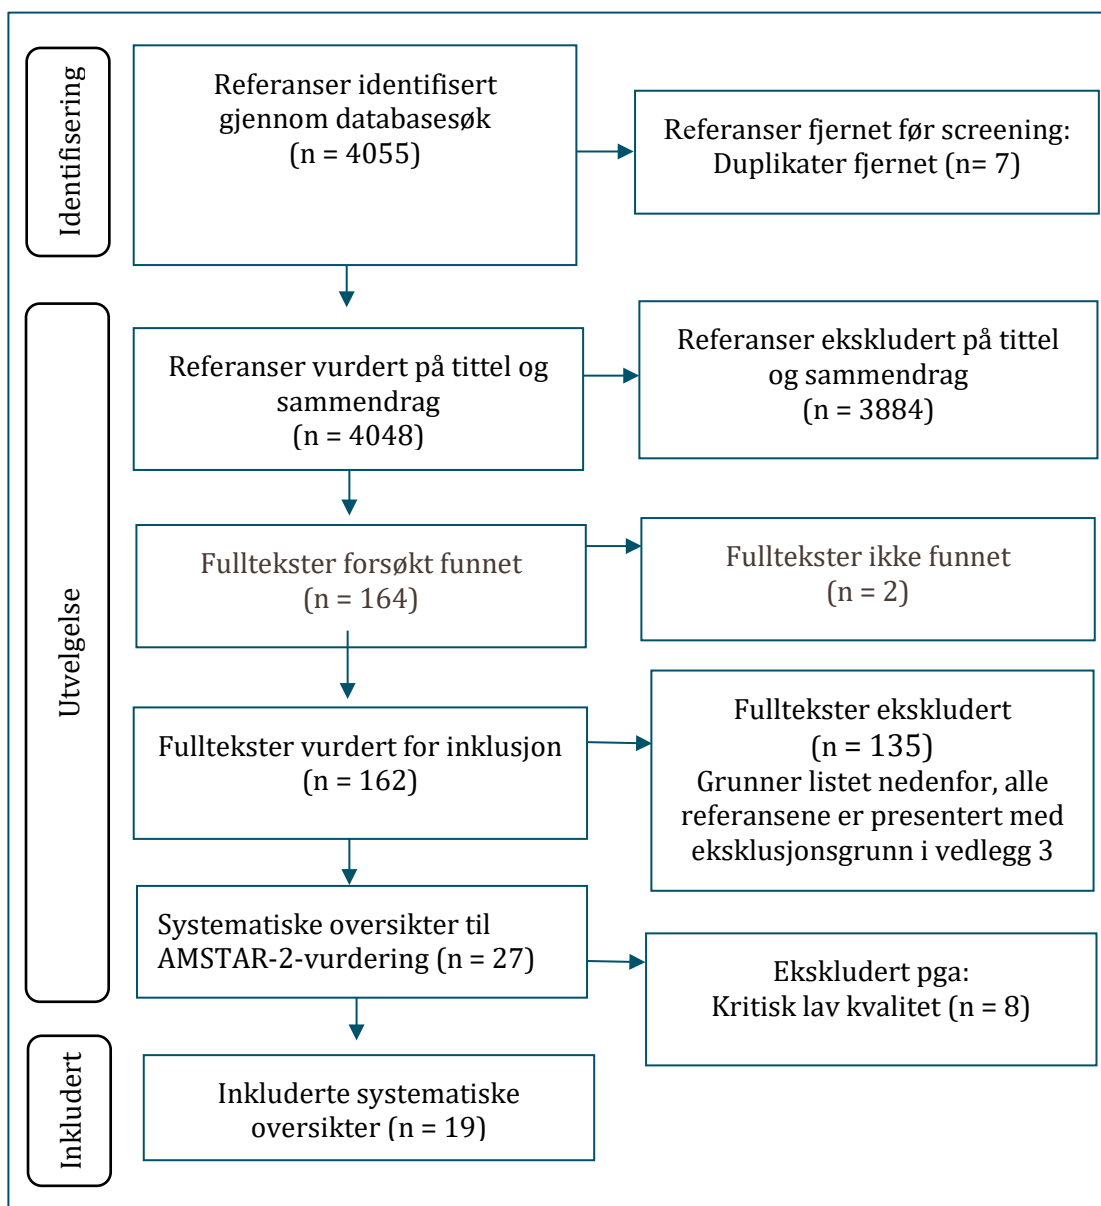 Identifisering
Referanser identifisert
gjennom databasesøk
(n = 4055)
Referanser fjernet før screening:
Duplikater fjernet (n= 7)
Utvelgelse
Referanser vurdert på tittel og
sammendrag
(n = 4048)
Referanser ekskludert på tittel
og sammendrag
(n = 3884)
Fulltekster forsøkt funnet
(n = 164)
Fulltekster ikke funnet
(n = 2)
Fulltekster vurdert for inklusjon
(n = 162)
Fulltekster ekskludert
(n = 135)
Grunner listet nedenfor, alle
referansene er presentert med
eksklusjonsgrunn i vedlegg 3
Systematiske oversikter til
AMSTAR-2-vurdering (n = 27)
Ekskludert pga:
Kritisk lav kvalitet (n = 8)
Inkludert
Inkluderte systematiske
oversikter (n = 19)